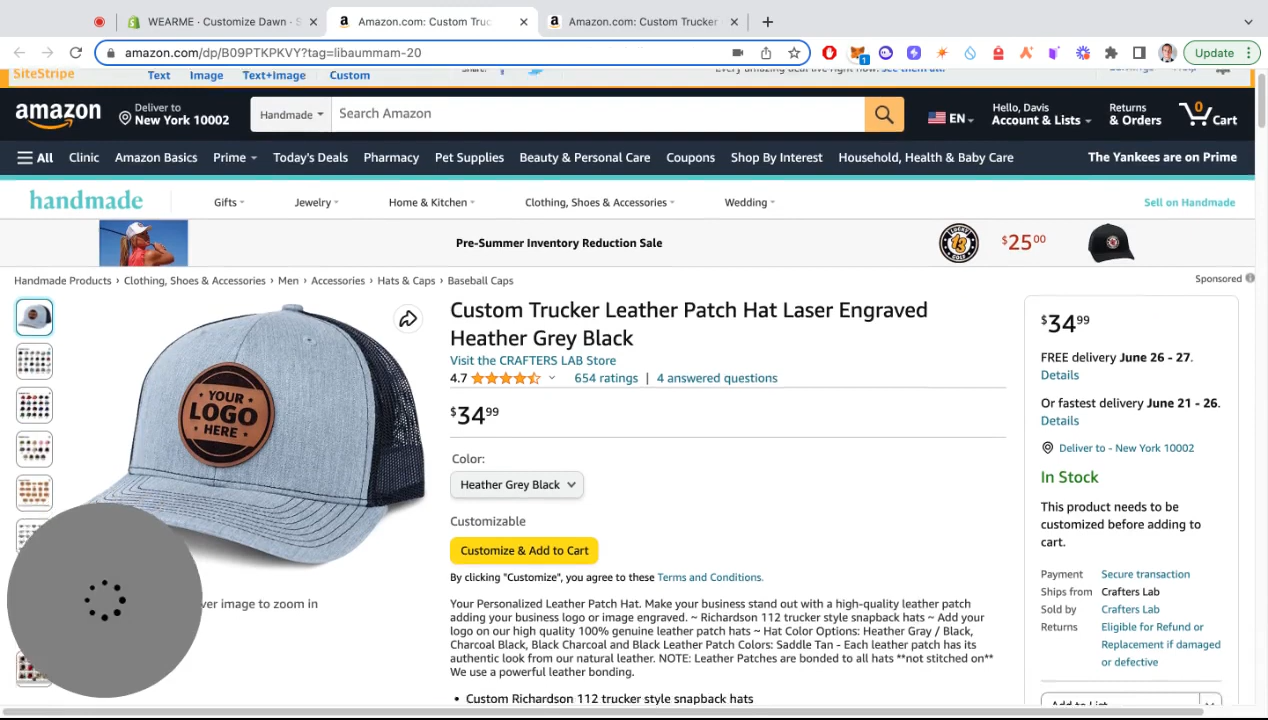 WEARME · Customize Dawn · S
Amazon.com: Custom Truc
Amazon.com: Custom Trucker
amazon.com/dp/B09PTKPKVY?tag=libaummam-20
1
Update
SiteStripe
Text
Image
Text+Image
Custom
amazon
Deliver to
New York 10002
Handmade
Search Amazon
EN
Hello, Davis
Account & Lists
Returns
& Orders
0
Cart
All
Clinic
Amazon Basics
Prime
Today's Deals
Pharmacy
Pet Supplies
Beauty & Personal Care
Coupons
Shop By Interest
Household, Health & Baby Care
The Yankees are on Prime
handmade
Gifts
Jewelry
Home & Kitchen
Clothing, Shoes & Accessories
Wedding
Sell on Handmade
Pre-Summer Inventory Reduction Sale
$2500
Sponsored
Handmade Products › Clothing, Shoes & Accessories › Men › Accessories › Hats & Caps › Baseball Caps
YOUR
LOGO
HERE
ver image to zoom in
Custom Trucker Leather Patch Hat Laser Engraved
Heather Grey Black
Visit the CRAFTERS LAB Store
4.7
654 ratings | 4 answered questions
$3499
Color:
Heather Grey Black
Customizable
Customize & Add to Cart
By clicking "Customize", you agree to these Terms and Conditions.
Your Personalized Leather Patch Hat. Make your business stand out with a high-quality leather patch
adding your business logo or image engraved. ~ Richardson 112 trucker style snapback hats ~ Add your
logo on our high quality 100% genuine leather patch hats ~ Hat Color Options: Heather Gray / Black,
Charcoal Black, Black Charcoal and Black Leather Patch Colors: Saddle Tan - Each leather patch has its
authentic look from our natural leather. NOTE: Leather Patches are bonded to all hats **not stitched on**
We use a powerful leather bonding.
• Custom Richardson 112 trucker style snapback hats
$3499
FREE delivery June 26 - 27.
Details
Or fastest delivery June 21 - 26.
Details
Deliver to - New York 10002
In Stock
This product needs to be
customized before adding to
cart.
Payment Secure transaction
Ships from Crafters Lab
Sold by Crafters Lab
Returns Eligible for Refund or
Replacement if damaged
or defective
Add to List